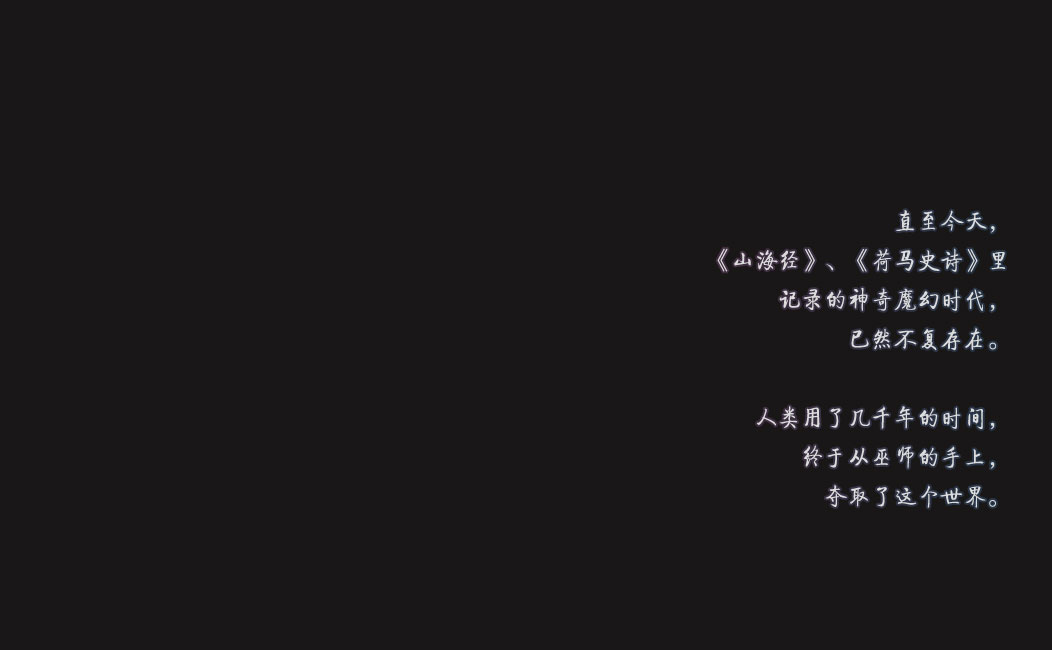 直至今天，
《山海经》、《荷马史诗》里
记录的神奇魔幻时代，
已然不复存在。
人类用了几千年的时间，
终于从巫师的手上，
夺取了这个世界。